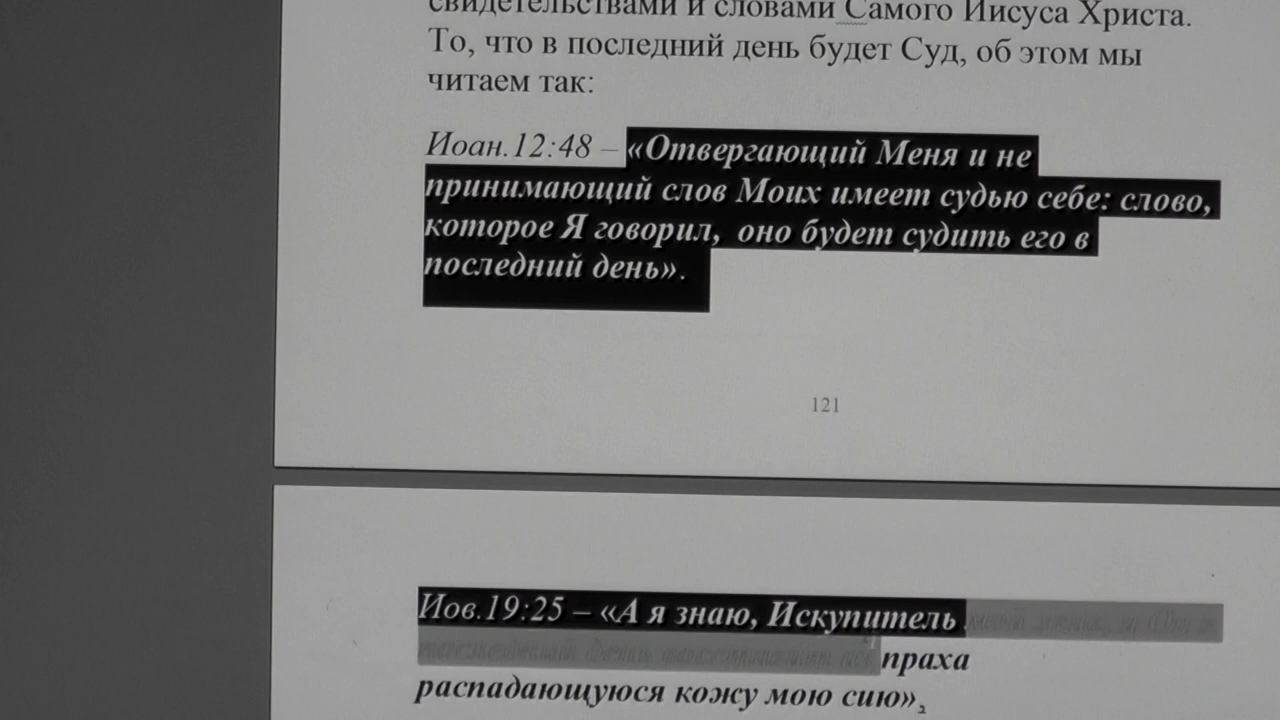 свидетельствами и словами Самого Иисуса Христа.
То, что в последний день будет Суд, об этом мы
читаем так:
Иоан.12:48 – «Отвергающий Меня и не
принимающий слов Моих имеет судью себе: слово,
которое Я говорил, оно будет судить его в
последний день».
121
Иов.19:25 – «А я знаю, Искупитель
праха
распадающуюся кожу мою сию»,